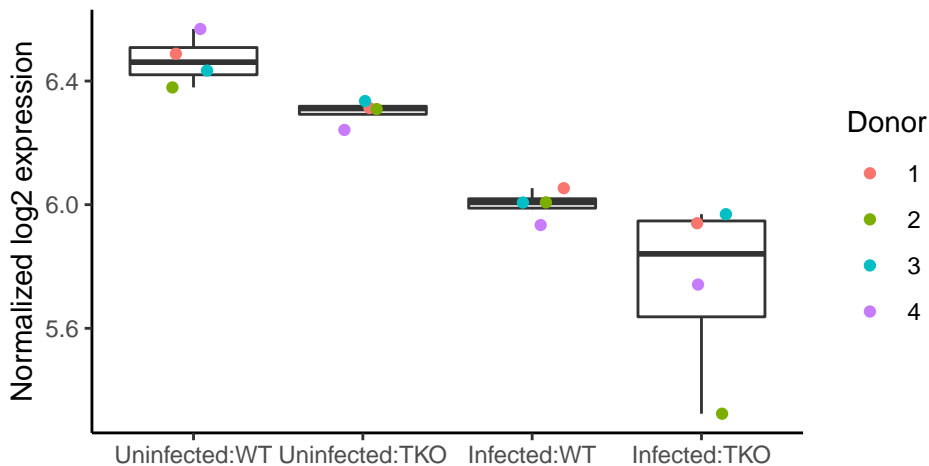 Normalized log2 expression
6.4
6.0
5.6
Uninfected:WT
Uninfected:TKO
Infected:WT
Infected:TKO
Donor
1
2
3
4